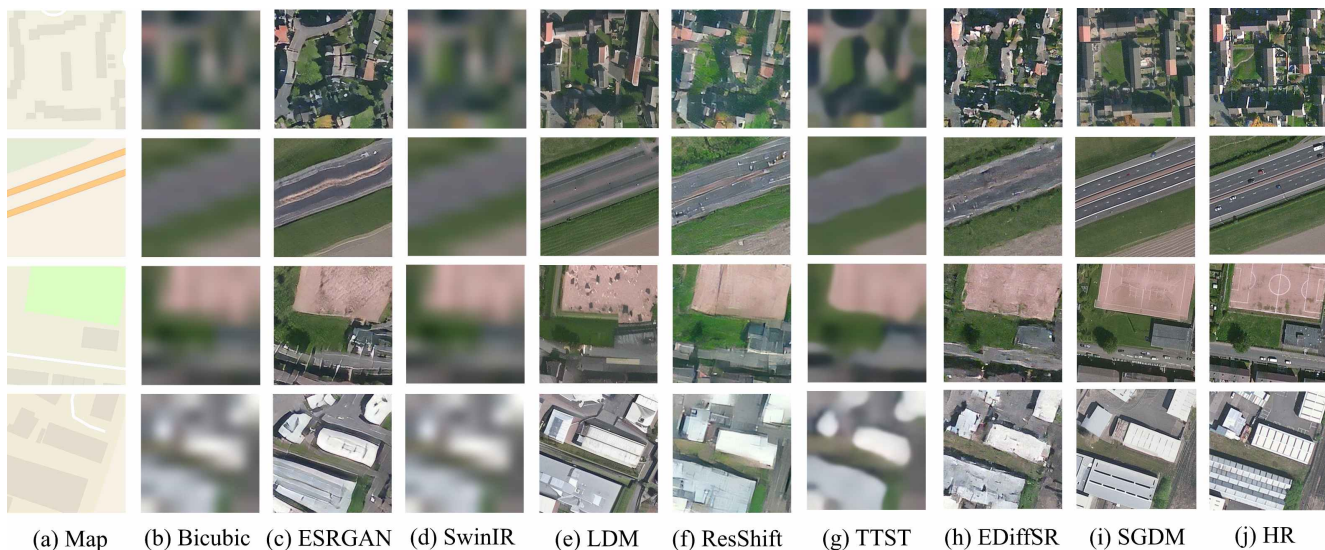 (a) Map (b) Bicubic (c) ESRGAN (d) SwinIR (e) LDM (f) ResShift (g) TTST (h) EDiffSR (i) SGDM (j) HR